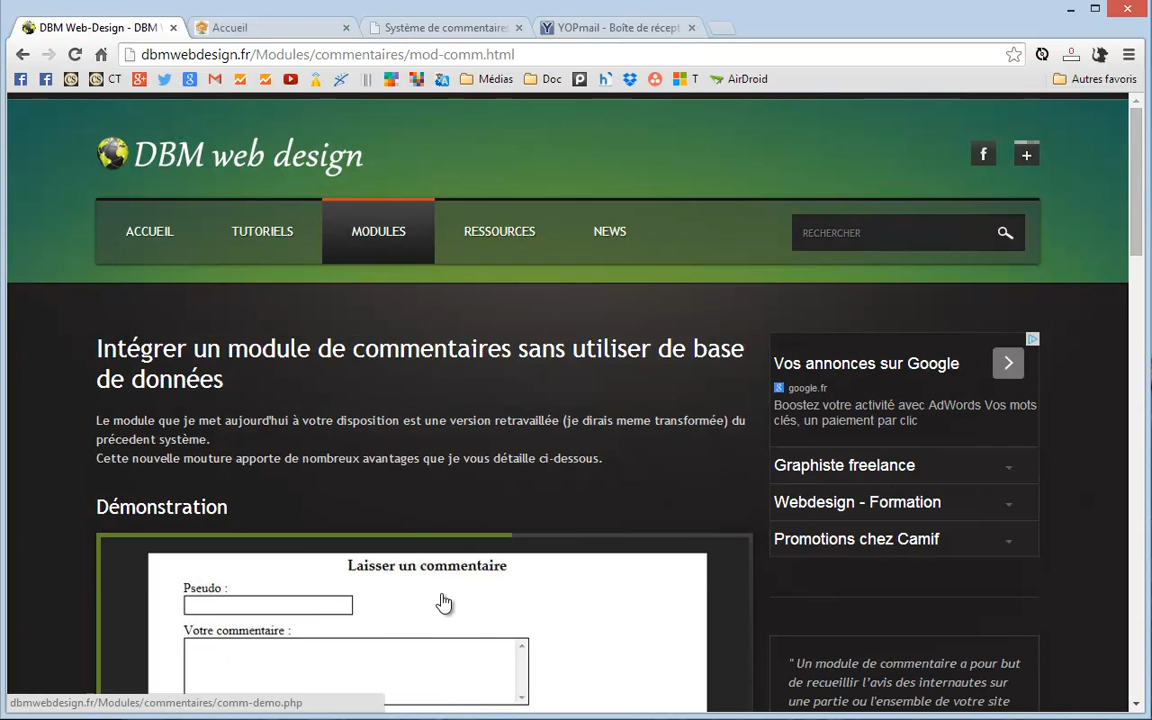 DBM Web-Design - DBM \
Accueil
Système de commentaires
YOPmail - Boîte de récept
dbmwebdesign.fr/Modules/commentaires/mod-comm.html
0
CT
Médias
Doc
T
AirDroid
Autres favoris
DBM web design
ACCUEIL
TUTORIELS
MODULES
RESSOURCES
NEWS
RECHERCHER
Intégrer un module de commentaires sans utiliser de base
de données
Le module que je met aujourd'hui à votre disposition est une version retravaillée (je dirais meme transformée) du
précedent système.
Cette nouvelle mouture apporte de nombreux avantages que je vous détaille ci-dessous.
Démonstration
Laisser un commentaire
Pseudo :
Votre commentaire :
Vos annonces sur Google
google.fr
Boostez votre activité avec AdWords Vos mots
clés, un paiement par clic
Graphiste freelance
Webdesign - Formation
Promotions chez Camif
" Un module de commentaire a pour but
de recueillir l'avis des internautes sur
une partie ou l'ensemble de votre site
dbmwebdesign.fr/Modules/commentaires/comm-demo.php